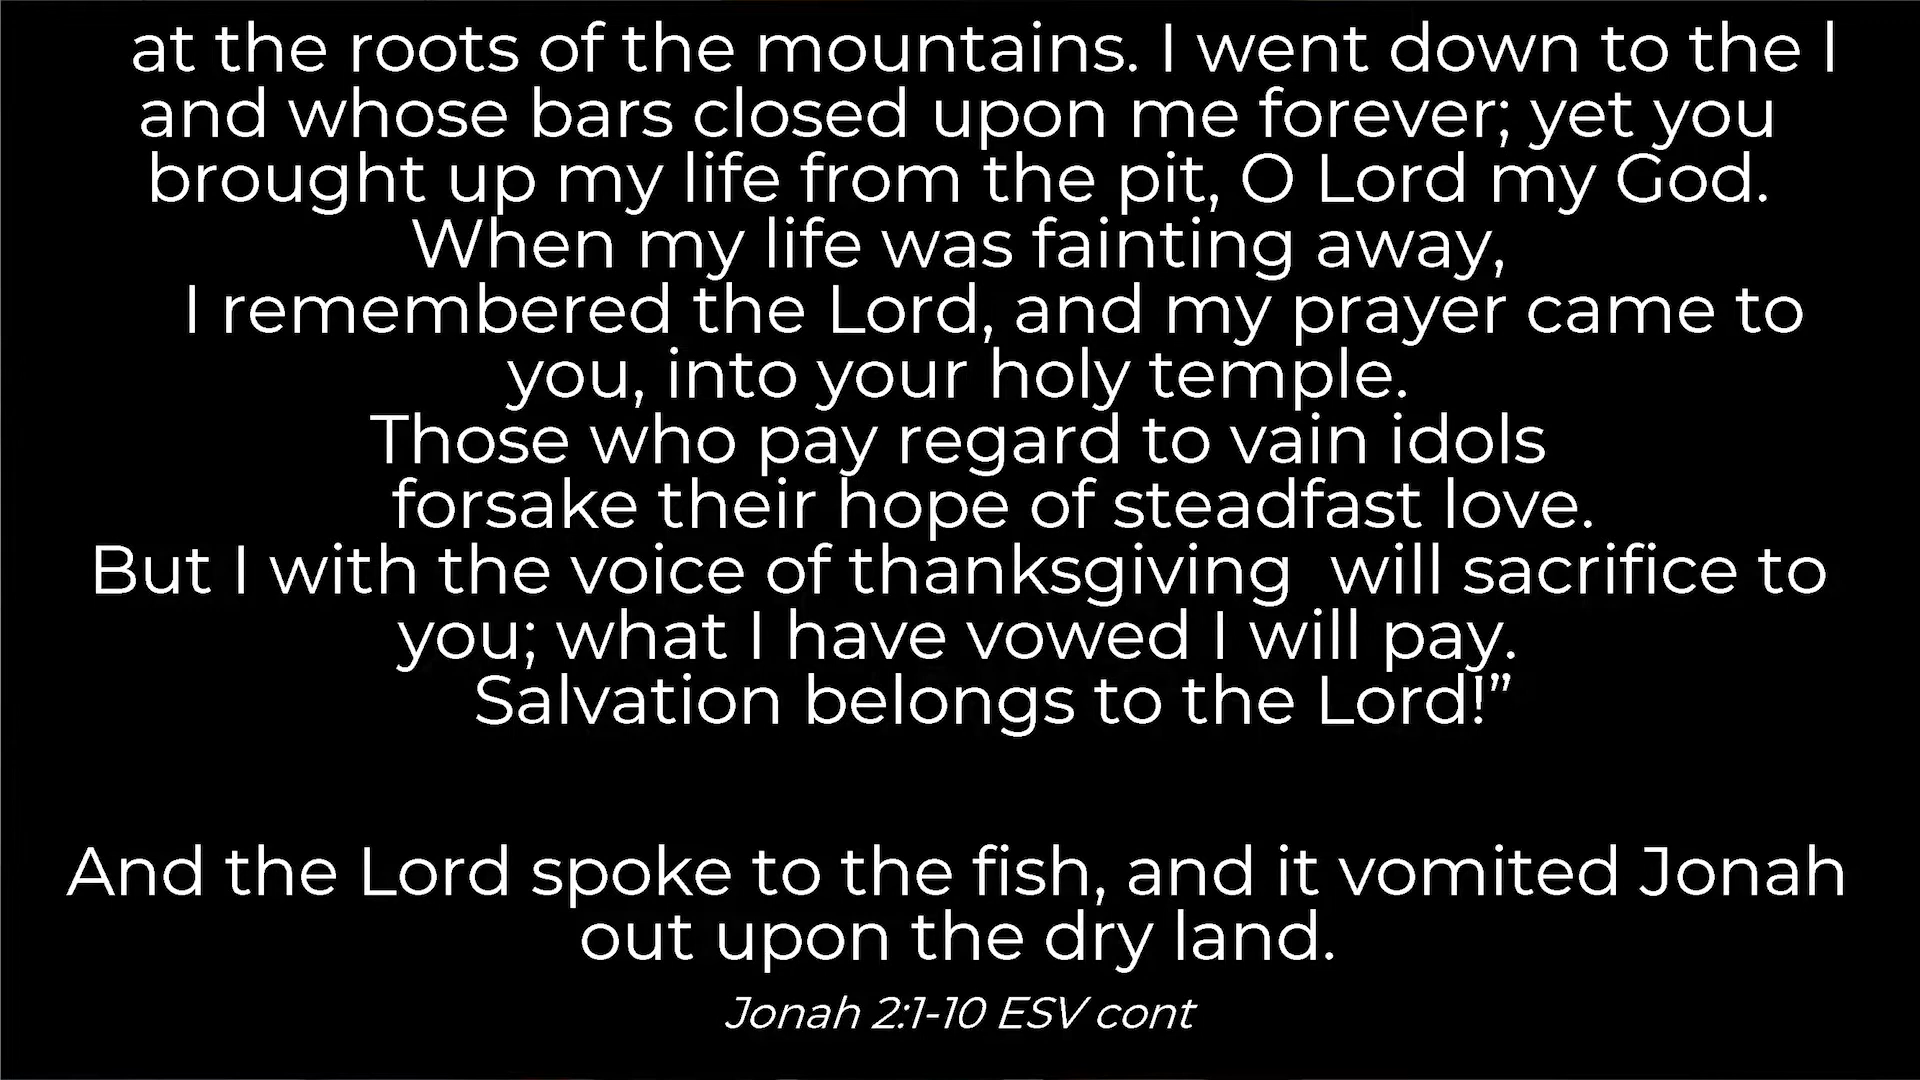 at the roots of the mountains. I went down to the l
and whose bars closed upon me forever; yet you
brought up my life from the pit, O Lord my God.
When my life was fainting away,
I remembered the Lord, and my prayer came to
you, into your holy temple.
Those who pay regard to vain idols
forsake their hope of steadfast love.
But I with the voice of thanksgiving  will sacrifice to
you; what I have vowed I will pay.
Salvation belongs to the Lord!”
And the Lord spoke to the fish, and it vomited Jonah
out upon the dry land.
Jonah 2:1-10 ESV cont